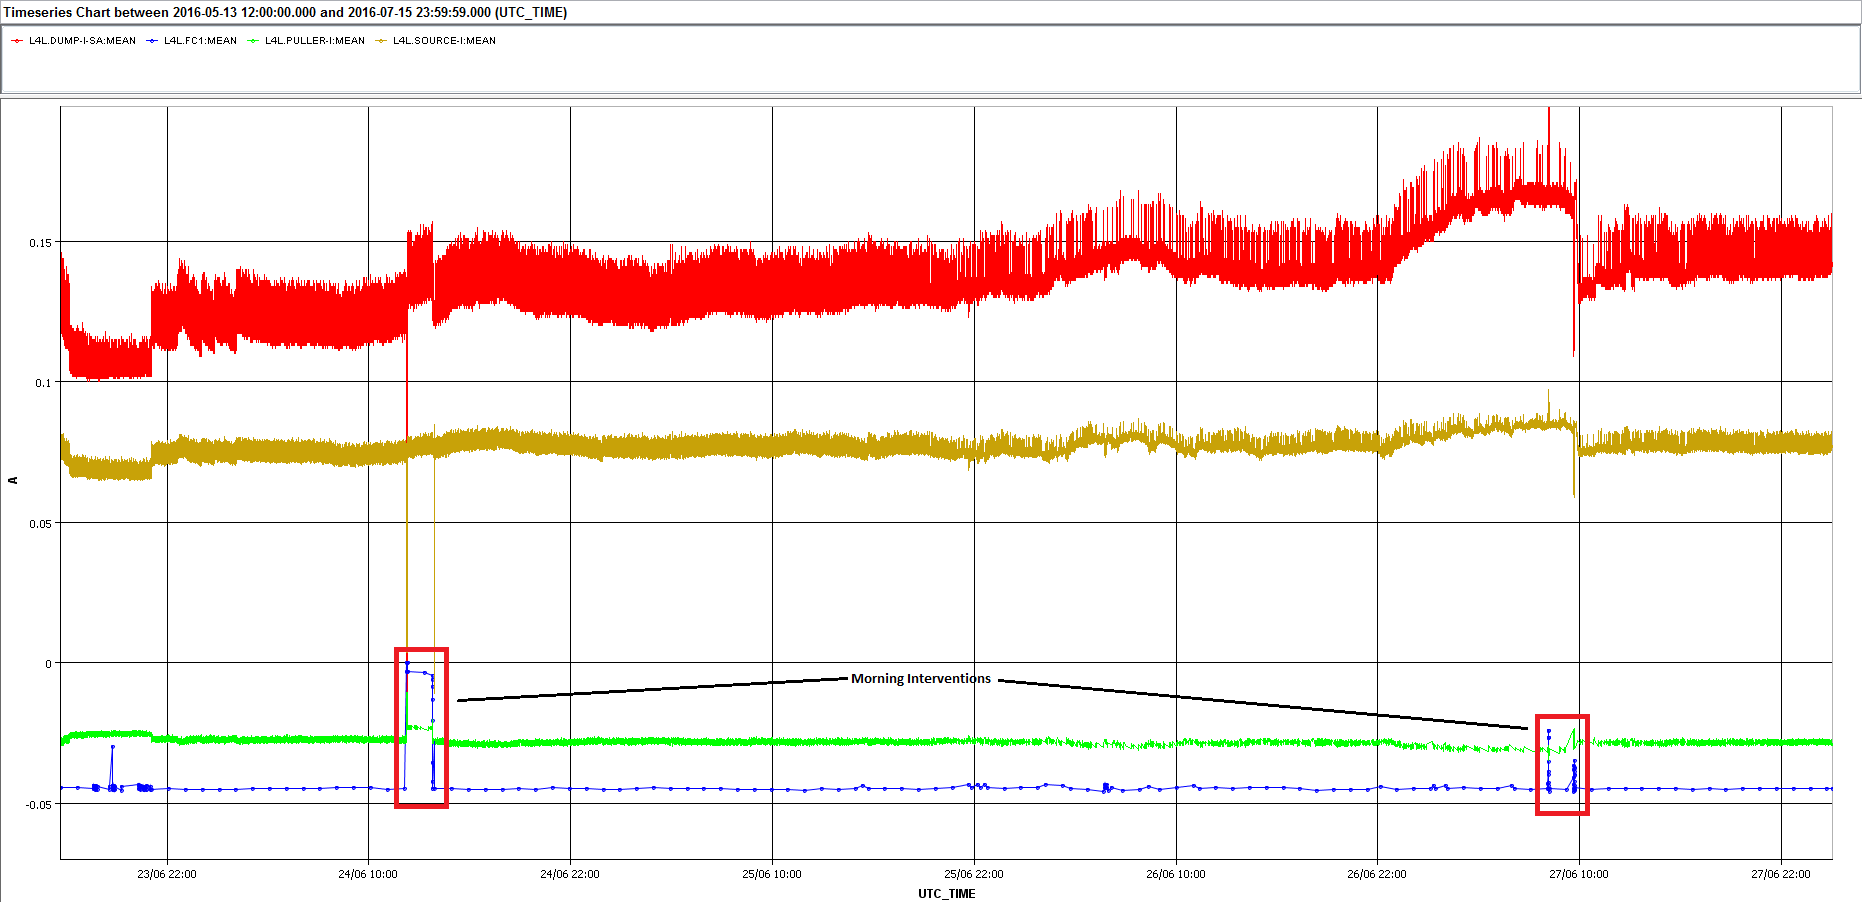 Timeseries Chart between 2016-05-13 12:00:00.000 and 2016-07-15 23:59:59.000 (UTC_TIME)
L4L.DUMP-I-SA:MEAN L4L.FC1:MEAN L4L.PULLER-I:MEAN L4L.SOURCE-I:MEAN
0.15
0.1
A
0.05
0
Morning Interventions
-0.05
23/06 22:00 24/06 10:00 24/06 22:00 25/06 10:00 25/06 22:00 26/06 10:00 26/06 22:00 27/06 10:00 27/06 22:00
UTC_TIME